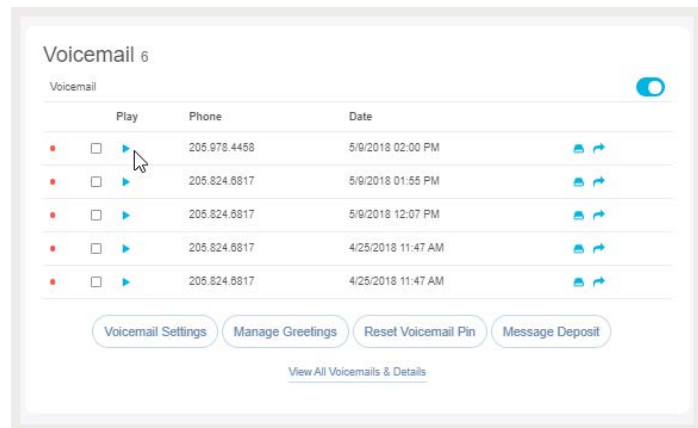 Voicemail 6
Voicemail
Play Phone Date
205.978.4458 5/9/2018 02:00 PM
205.824.6817 5/9/2018 01:55 PM
205.824.6817 5/9/2018 12:07 PM
205.824.6817 4/25/2018 11:47 AM
205.824.6817 4/25/2018 11:47 AM
Voicemail Settings Manage Greetings Reset Voicemail Pin Message Deposit
View All Voicemails & Details